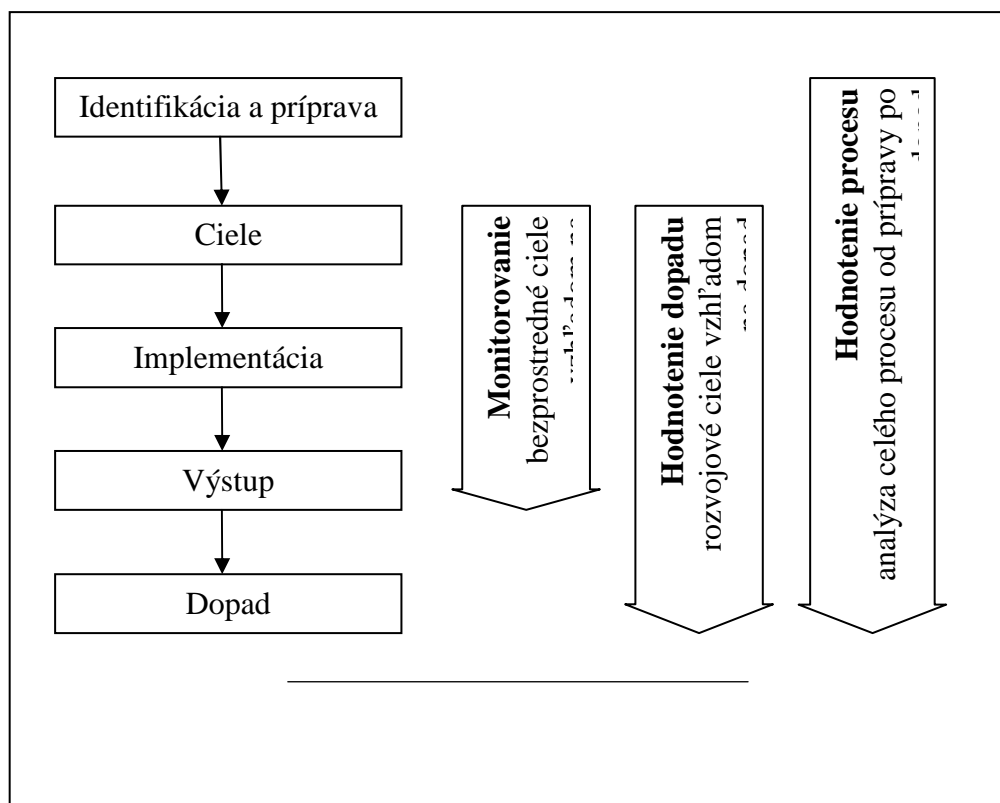 Identifikácia a príprava
Ciele
Implementácia
Výstup
Dopad
Monitorovanie
bezprostredné ciele
Hodnotenie dopadu
rozvojové ciele vzhľadom
Hodnotenie procesu
analýza celého procesu od prípravy po